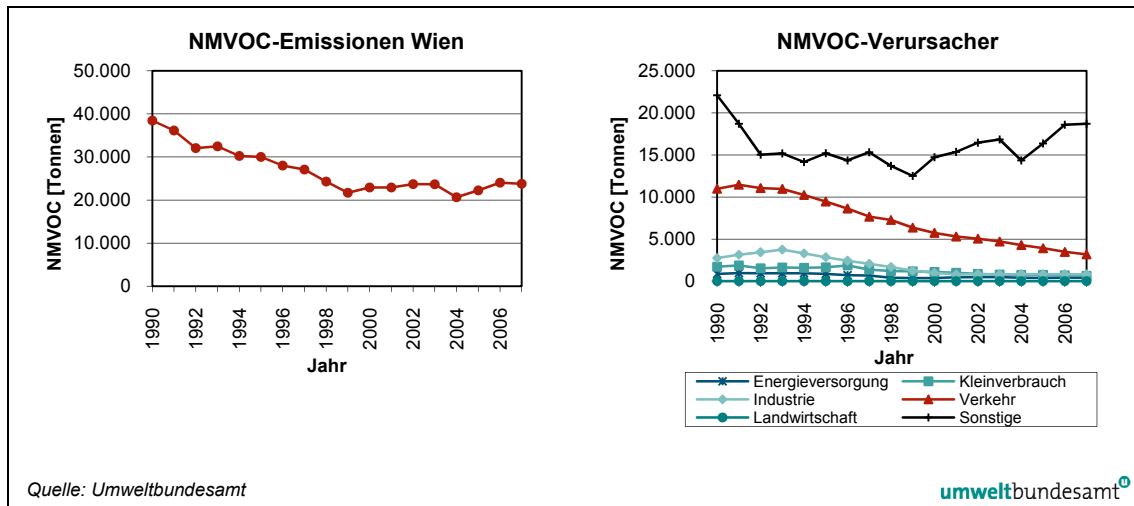 NMVOC-Emissionen Wien
50.000
40.000
30.000
20.000
10.000
0
NMVOC [Tonnen]
1990
1992
1994
1996
1998
2000
2002
2004
2006
Jahr
NMVOC-Verursacher
25.000
20.000
15.000
10.000
5.000
0
NMVOC [Tonnen]
1990
1992
1994
1996
1998
2000
2002
2004
2006
Jahr
Energieversorgung
Kleinverbrauch
Industrie
Verkehr
Landwirtschaft
Sonstige
Quelle: Umweltbundesamt
umweltbundesamt